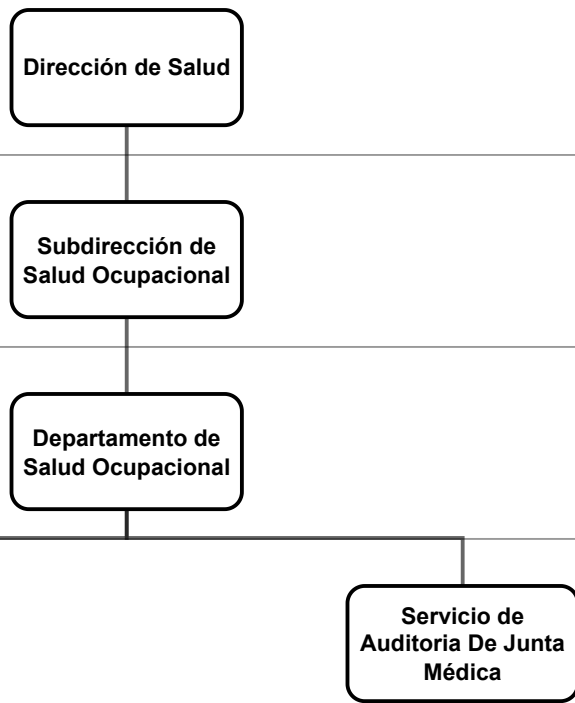 Dirección de Salud
Subdirección de
Salud Ocupacional
Departamento de
Salud Ocupacional
Servicio de
Auditoria De Junta
Médica